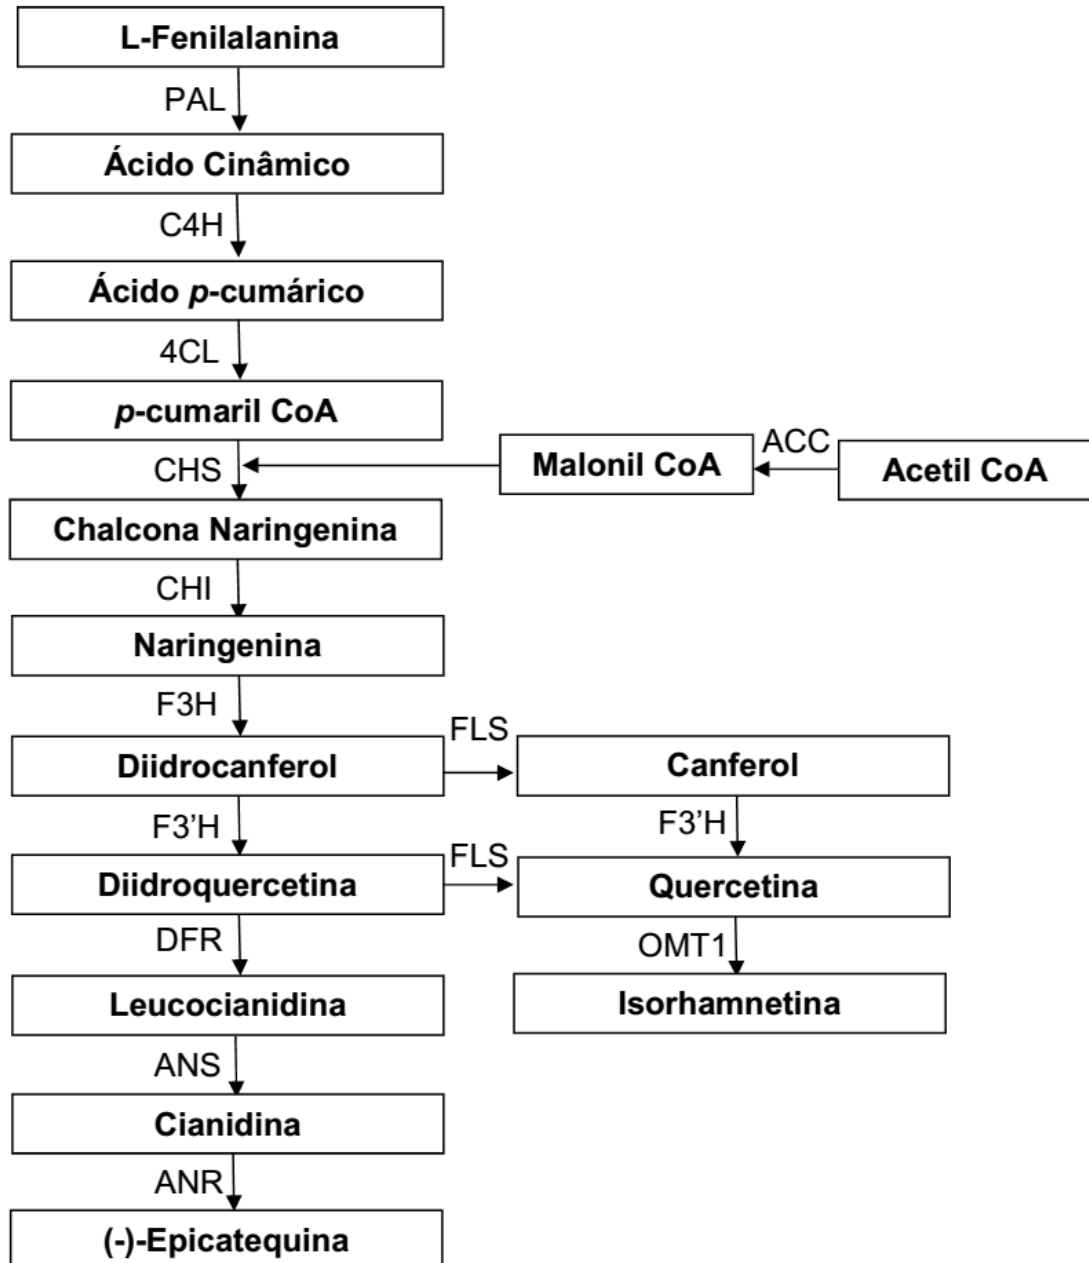 L-Fenilalanina
PAL
Ácido Cinâmico
C4H
Ácido p-cumárico
4CL
p-cumaril CoA
CHS
Malonil CoA
ACC
Acetil CoA
Chalcona Naringenina
CHI
Naringenina
F3H
Diidrocanferol
FLS
Canferol
F3’H
F3’H
Diidroquercetina
FLS
Quercetina
DFR
OMT1
Leucocianidina
Isorhamnetina
ANS
Cianidina
ANR
(-)-Epicatequina